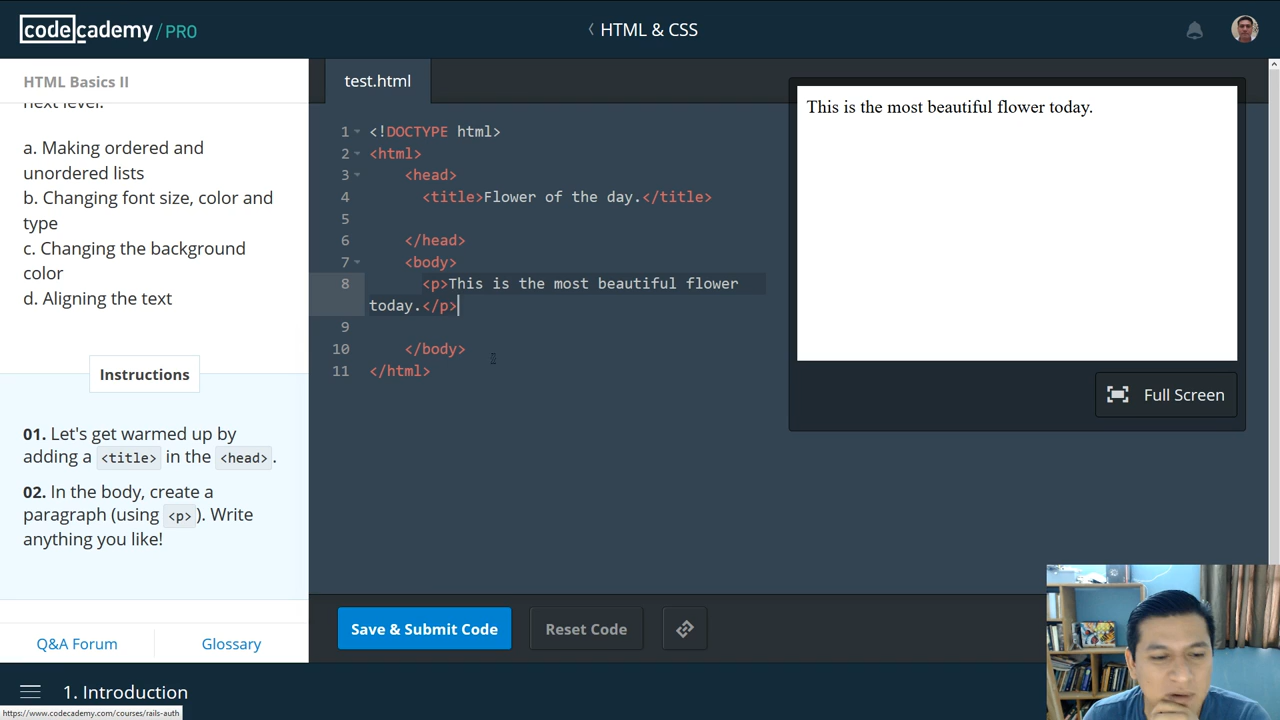 codecademy / PRO
HTML & CSS
HTML Basics II
next level.
a. Making ordered and
unordered lists
b. Changing font size, color and
type
c. Changing the background
color
d. Aligning the text
Instructions
01. Let's get warmed up by
adding a <title> in the <head>.
02. In the body, create a
paragraph (using <p>). Write
anything you like!
Q&A Forum
Glossary
test.html
1 <!DOCTYPE html>
2 <html>
3 <head>
4 <title>Flower of the day.</title>
5
6 </head>
7 <body>
8 <p>This is the most beautiful flower
today.</p>
9
10 </body>
11 </html>
This is the most beautiful flower today.
Full Screen
Save & Submit Code
Reset Code
1. Introduction
https://www.codecademy.com/courses/rails-auth